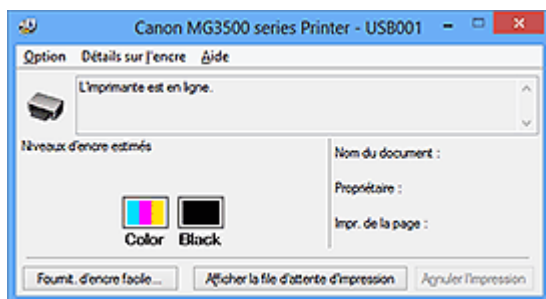 Canon MG3500 series Printer - USB001
Option Détails sur l'encre Aide
L'imprimante est en ligne.
Niveaux d'encre estimés
Nom du document :
Propriétaire :
Impr. de la page :
Color Black
Fournit. d'encre facile... Afficher la file d'attente d'impression Annuler l'impression